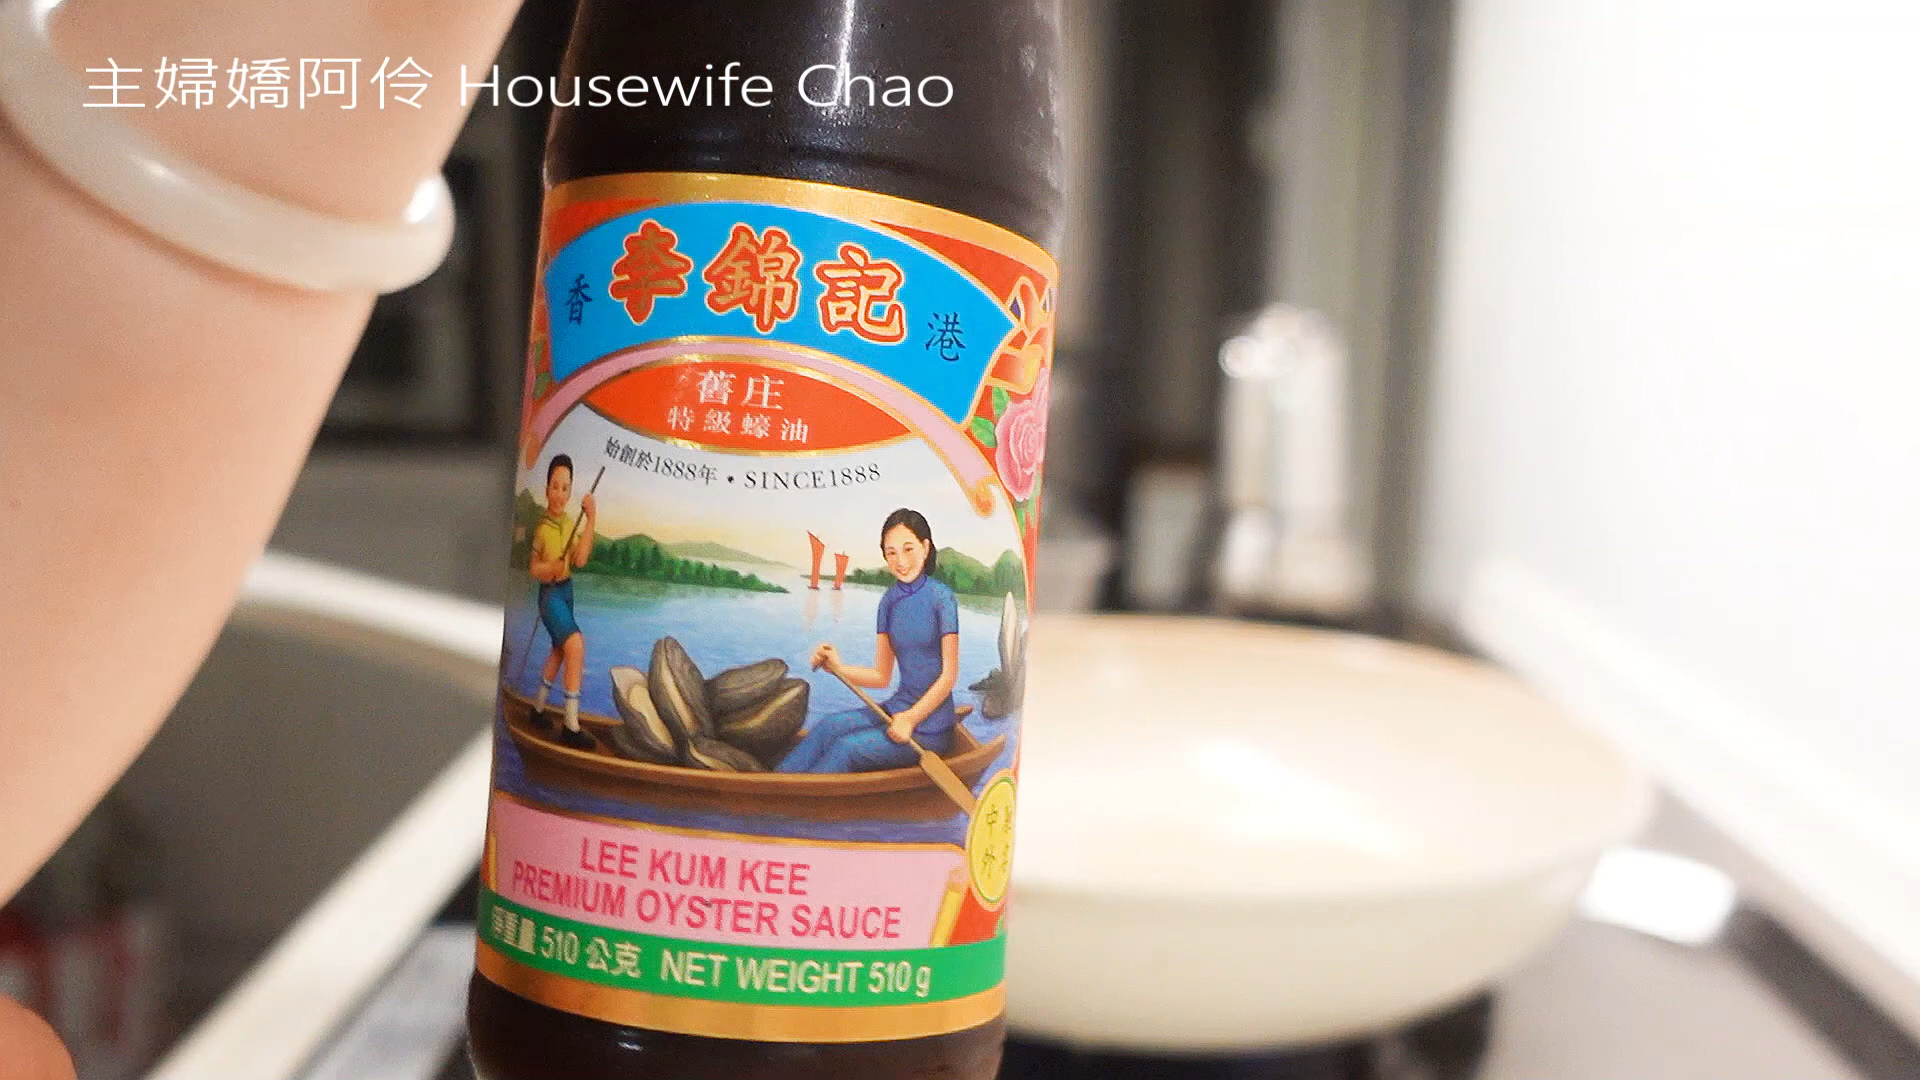 主婦嬌阿伶 Housewife Chao
李錦記
香港
舊庄
特級蠔油
始創於1888年 • SINCE1888
LEE KUM KEE
PREMIUM OYSTER SAUCE
淨重量 510 公克 NET WEIGHT 510 g
中
外